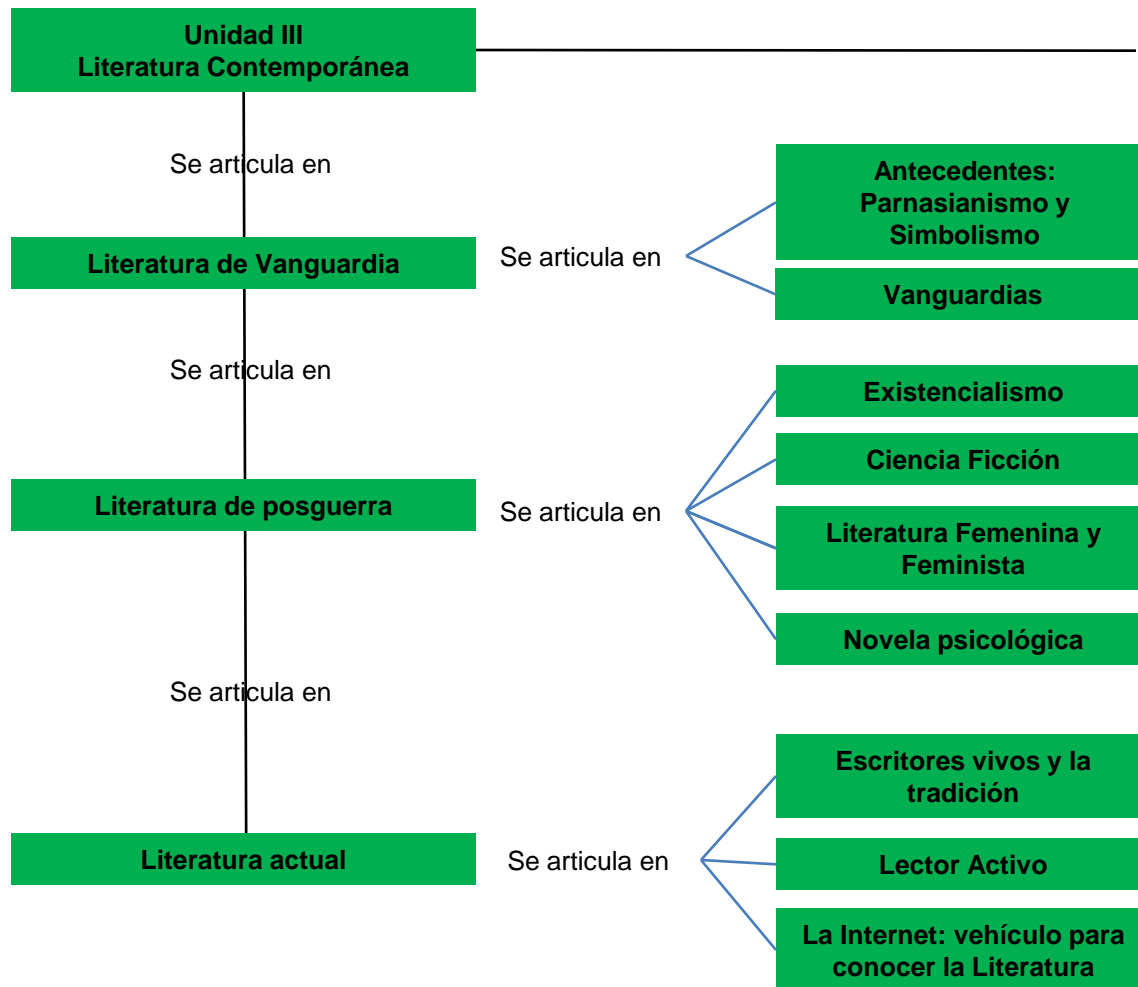 Unidad III
Literatura Contemporánea
Se articula en
Antecedentes:
Parnasianismo y
Simbolismo
Literatura de Vanguardia
Se articula en
Vanguardias
Se articula en
Existencialismo
Ciencia Ficción
Literatura de posguerra
Se articula en
Literatura Femenina y
Feminista
Novela psicológica
Se articula en
Escritores vivos y la
tradición
Literatura actual
Se articula en
Lector Activo
La Internet: vehículo para
conocer la Literatura